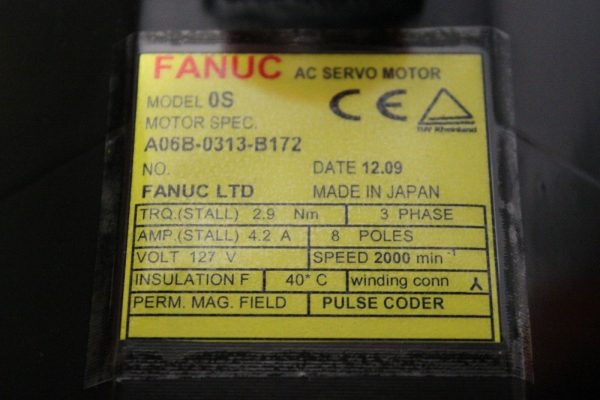 FANUC AC SERVO MOTOR
MODEL 0S
MOTOR SPEC.
A06B-0313-B172
TUV Rheinland
NO. DATE 12.09
FANUC LTD MADE IN JAPAN
TRQ.(STALL) 2.9 Nm 3 PHASE
AMP.(STALL) 4.2 A 8 POLES
VOLT 127 V SPEED 2000 min⁻¹
INSULATION F 40° C winding conn
PERM. MAG. FIELD PULSE CODER